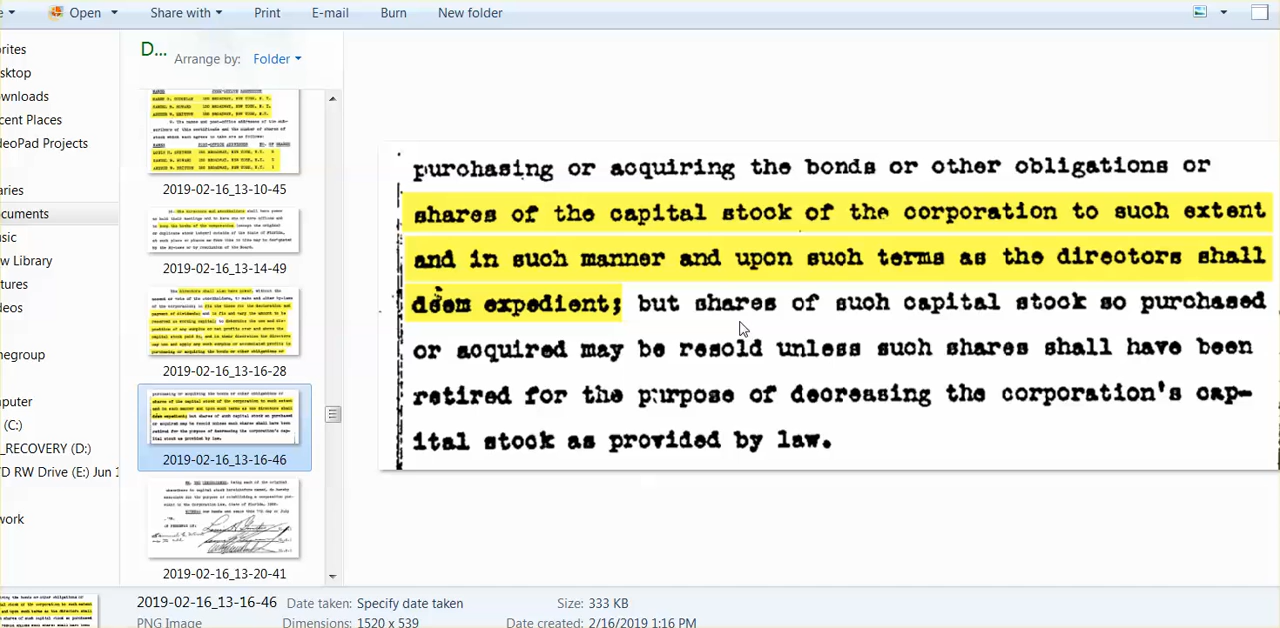 Open
Share with
Print
E-mail
Burn
New folder
rites
sktop
wnloads
cent Places
deoPad Projects
aries
cuments
sic
w Library
tures
eos
megroup
mputer
(C:)
_RECOVERY (D:)
D RW Drive (E:) Jun 1
work
D...
Arrange by:
Folder
2019-02-16_13-10-45
2019-02-16_13-14-49
2019-02-16_13-16-28
2019-02-16_13-16-46
2019-02-16_13-20-41
purchasing or acquiring the bonds or other obligations or
shares of the capital stock of the corporation to such extent
and in such manner and upon such terms as the directors shall
deem expedient; but shares of such capital stock so purchased
or acquired may be resold unless such shares shall have been
retired for the purpose of decreasing the corporation's cap-
ital stock as provided by law.
2019-02-16_13-16-46
Date taken: Specify date taken
Size: 333 KB
PNG Image
Dimensions: 1520 x 539
Date created: 2/16/2019 1:16 PM